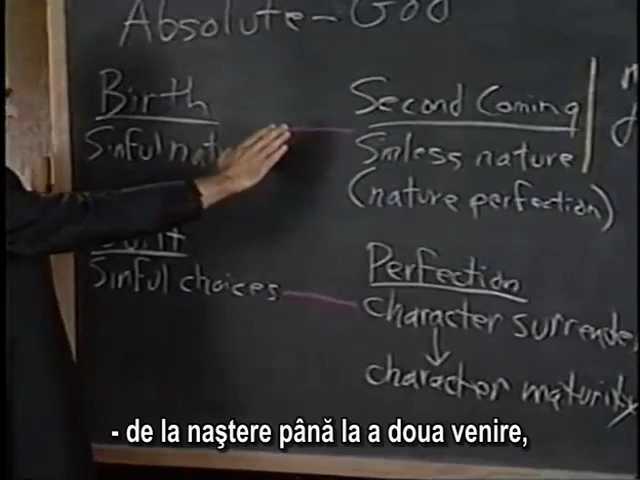 Absolute - God
Birth
Sinful nat
Second Coming
Sinless nature
(nature perfection)
Sinful choices
Perfection
character surrender
↓
character maturity
- de la naştere până la a doua venire,